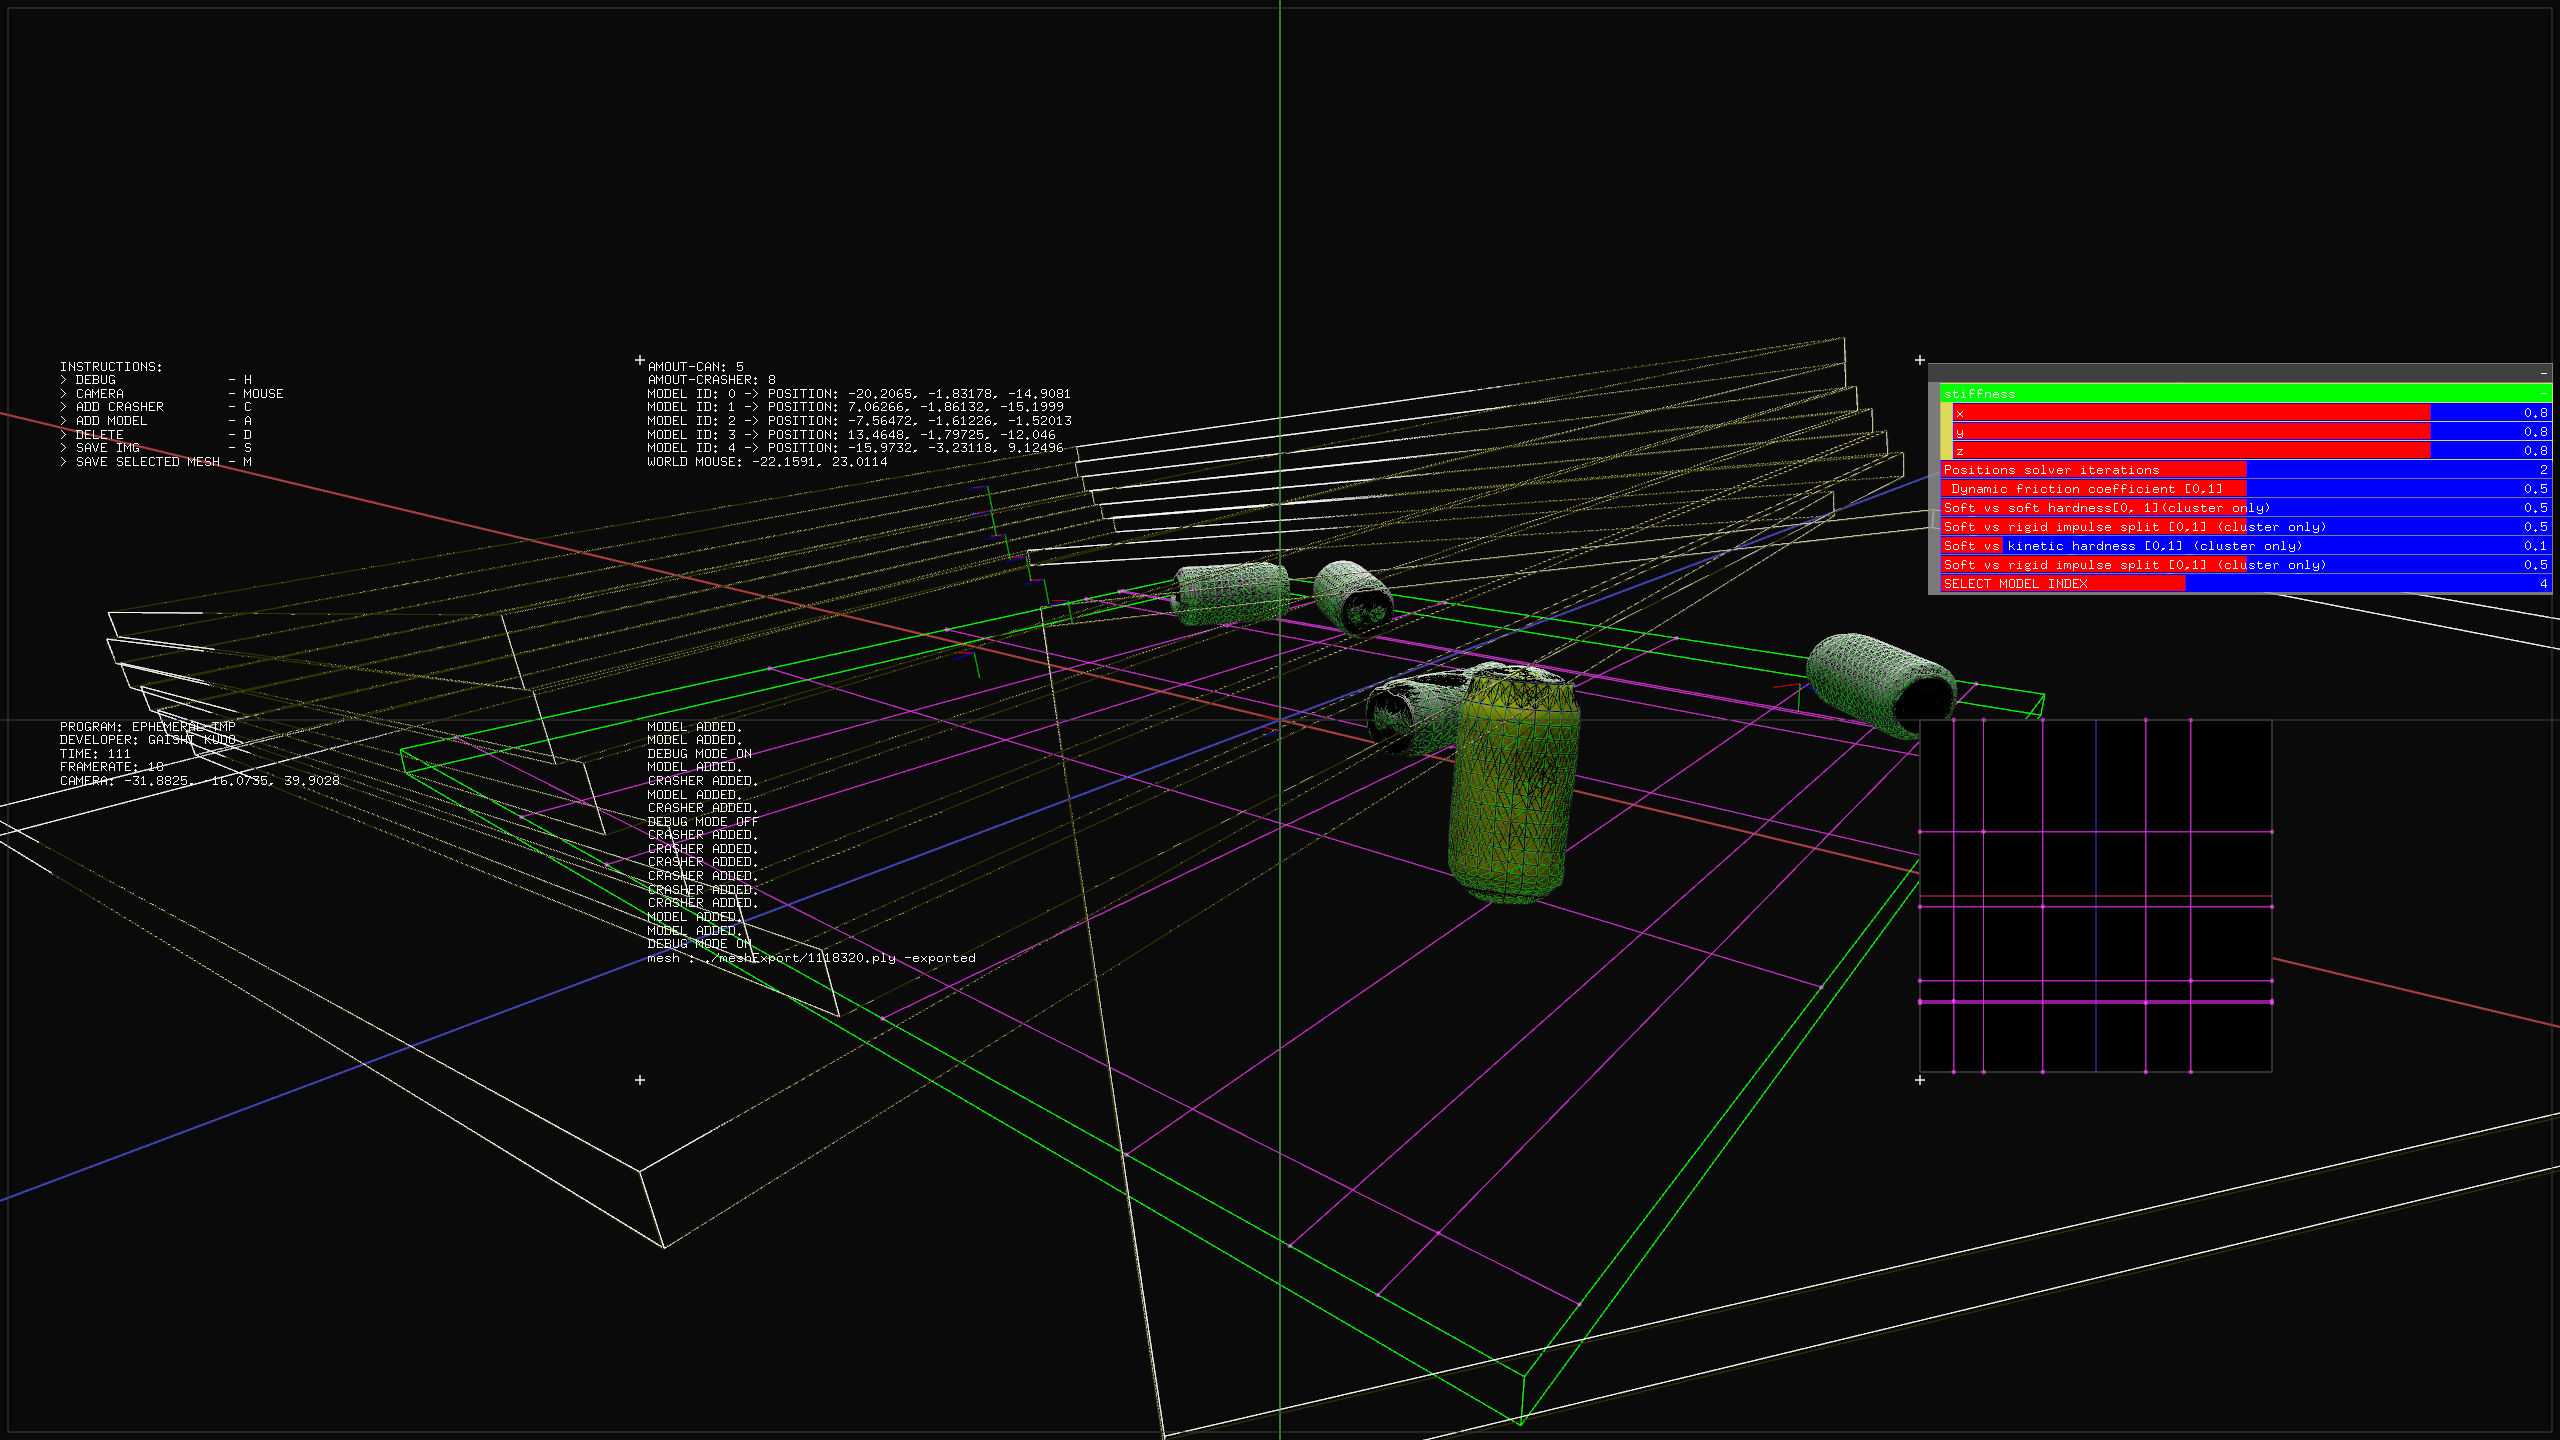 INSTRUCTIONS:
> DEBUG - H
> CAMERA - MOUSE
> ADD CRASHER - C
> ADD MODEL - A
> DELETE - D
> SAVE IMG - S
> SAVE SELECTED MESH - M
AMOUT-CAN: 5
AMOUT-CRASHER: 8
MODEL ID: 0 -> POSITION: -20.2065, -1.83178, -14.9081
MODEL ID: 1 -> POSITION: 7.06266, -1.86132, -15.1999
MODEL ID: 2 -> POSITION: -7.56472, -1.61226, -1.52013
MODEL ID: 3 -> POSITION: 13.4648, -1.79725, -12.046
MODEL ID: 4 -> POSITION: -15.9732, -3.23118, 9.12496
WORLD MOUSE: -22.1591, 23.0114
-
stiffness -
x 0.8
y 0.8
z 0.8
Positions solver iterations 2
Dynamic friction coefficient [0,1] 0.5
Soft vs soft hardness[0, 1](cluster only) 0.5
Soft vs rigid impulse split [0,1] (cluster only) 0.5
Soft vs kinetic hardness [0,1] (cluster only) 0.1
Soft vs rigid impulse split [0,1] (cluster only) 0.5
SELECT MODEL INDEX 4
PROGRAM: EPHEMERAL-TMP
DEVELOPER: GAISHI KUDO
TIME: 111
FRAMERATE: 18
CAMERA: -31.8825, -16.0735, 39.9028
MODEL ADDED.
MODEL ADDED.
DEBUG MODE ON
MODEL ADDED.
CRASHER ADDED.
MODEL ADDED.
CRASHER ADDED.
DEBUG MODE OFF
CRASHER ADDED.
CRASHER ADDED.
CRASHER ADDED.
CRASHER ADDED.
CRASHER ADDED.
CRASHER ADDED.
MODEL ADDED.
MODEL ADDED.
DEBUG MODE ON
mesh : ./meshExport/1118320.ply -exported